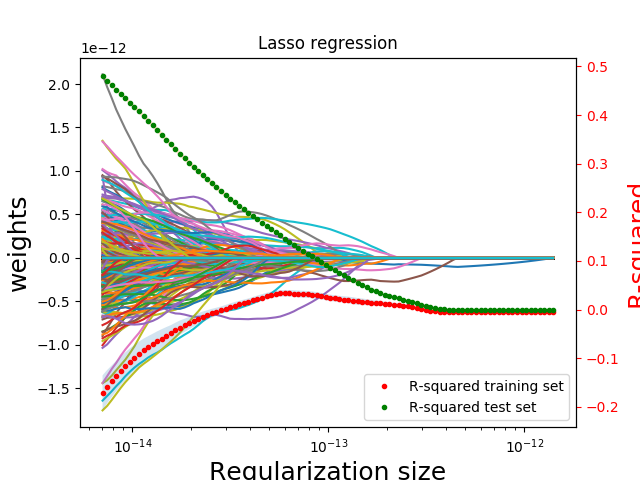 Lasso regression
1e−12
2.0
1.5
1.0
0.5
0.0
−0.5
−1.0
−1.5
weights
0.5
0.4
0.3
0.2
0.1
0.0
−0.1
−0.2
R-squared
R-squared training set
R-squared test set
10−14
10−13
10−12
Regularization size